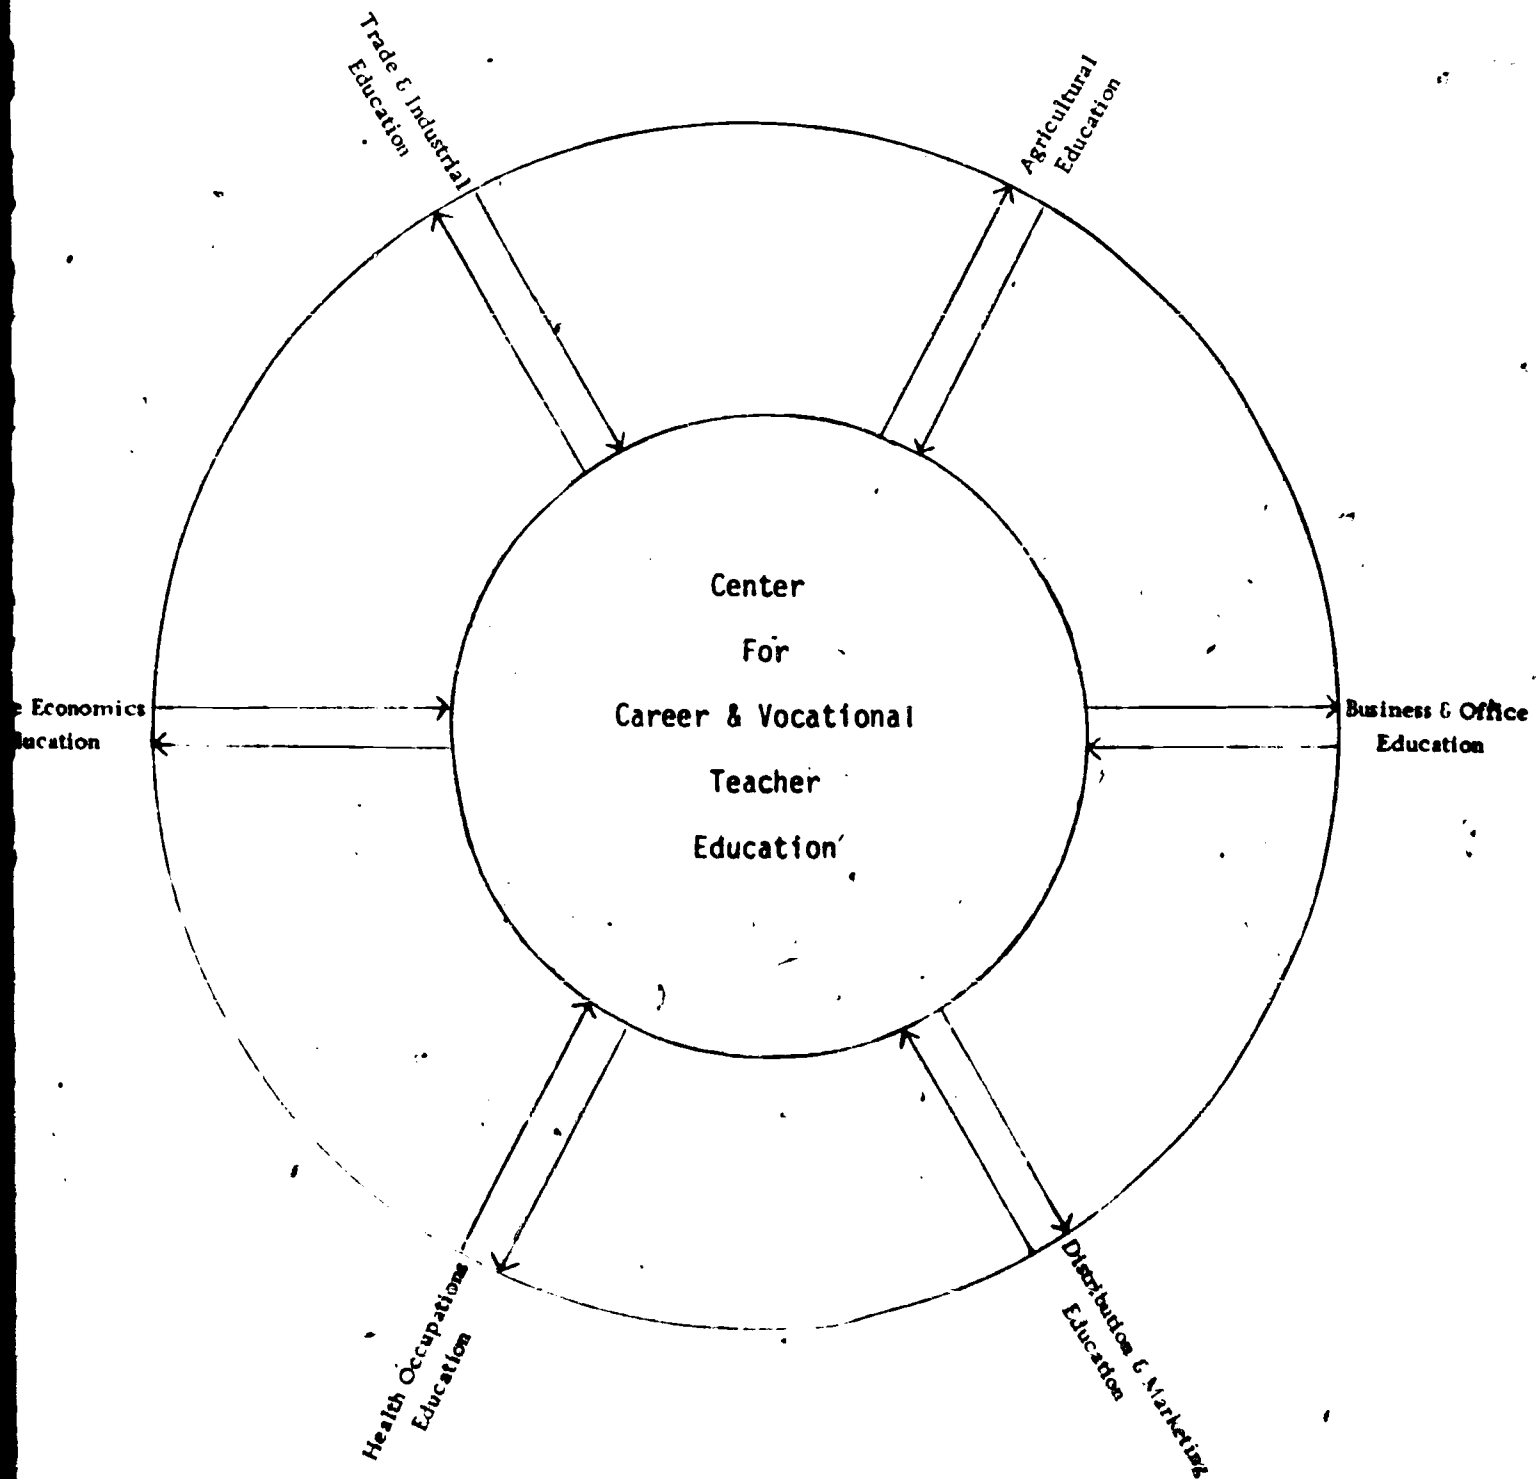 Trade & Industrial
Education
Agricultural
Education
Center
For
Career & Vocational
Teacher
Education
Economics
Business & Office
Education
Health Occupations
Education
Distribution & Marketing
Education